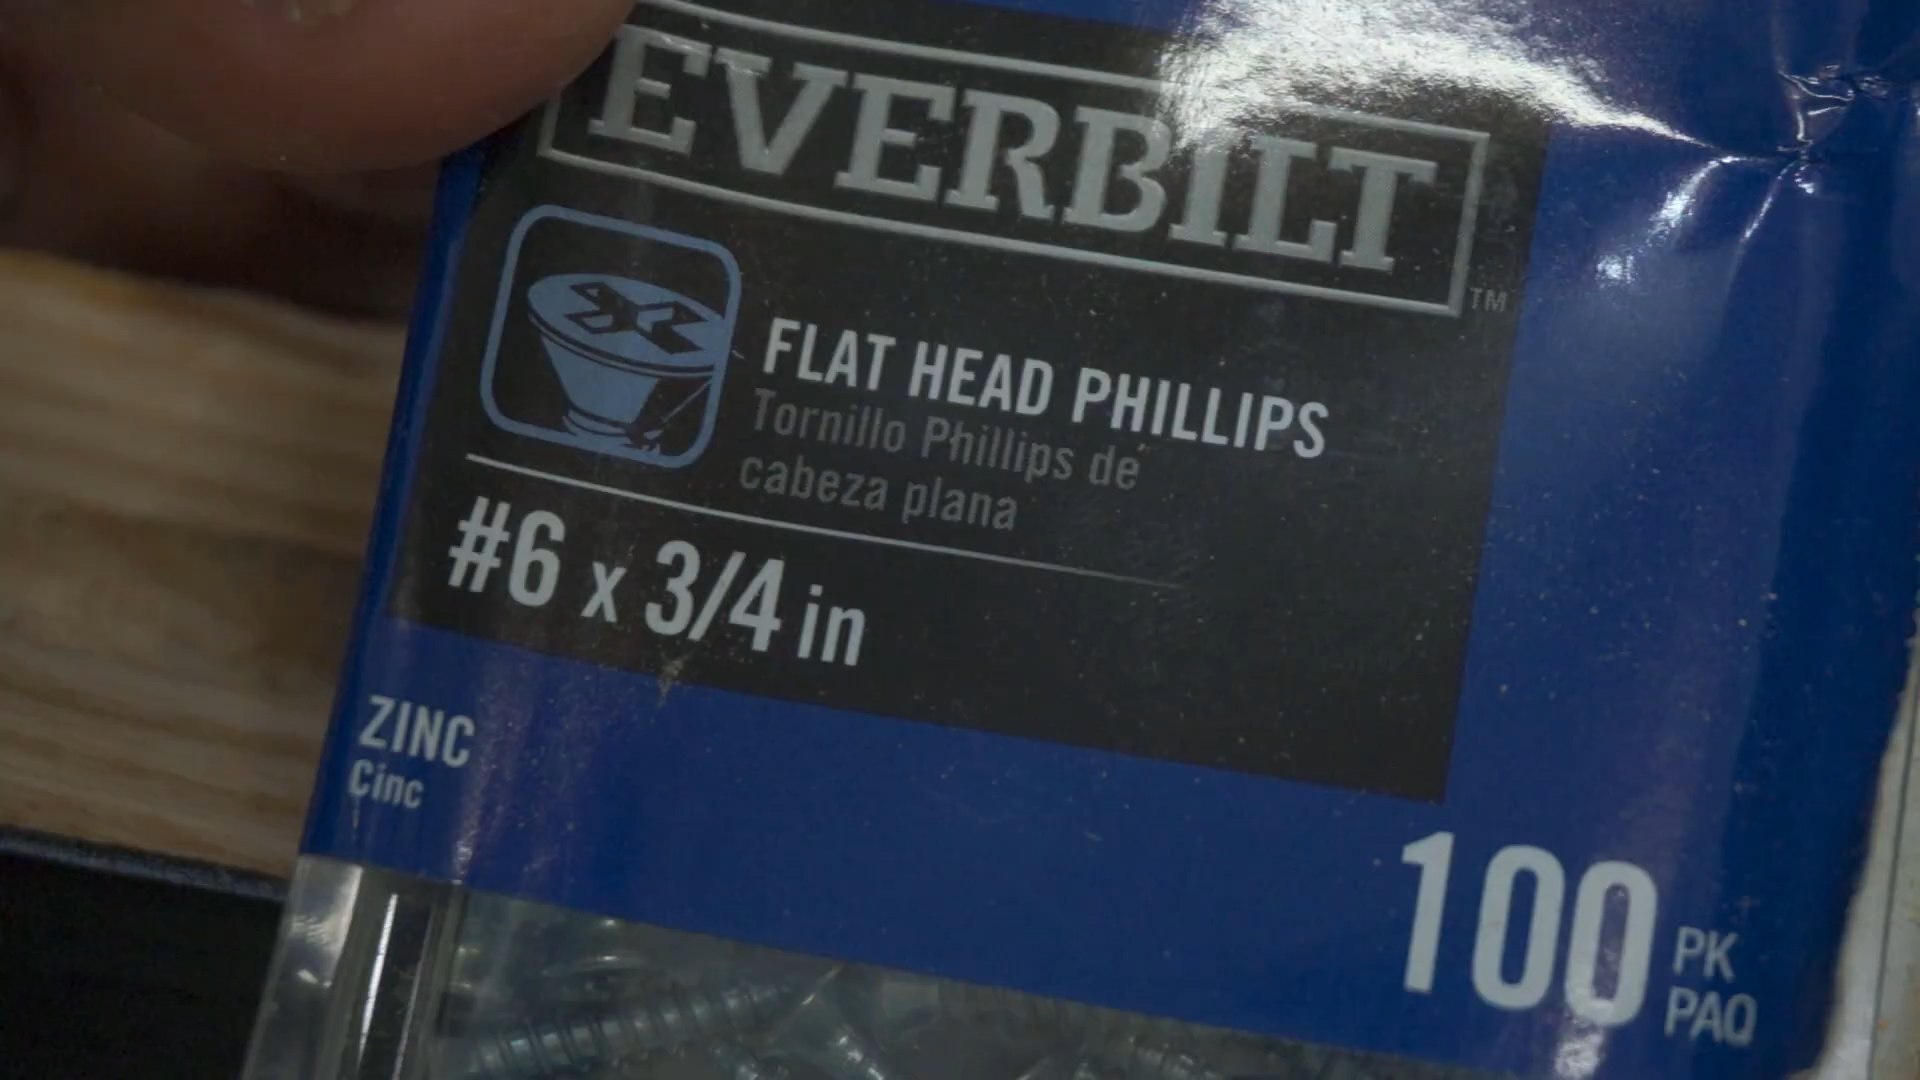 EVERBILT
TM
FLAT HEAD PHILLIPS
Tornillo Phillips de
cabeza plana
#6 x 3/4 in
ZINC
Cinc
100 PK
PAQ